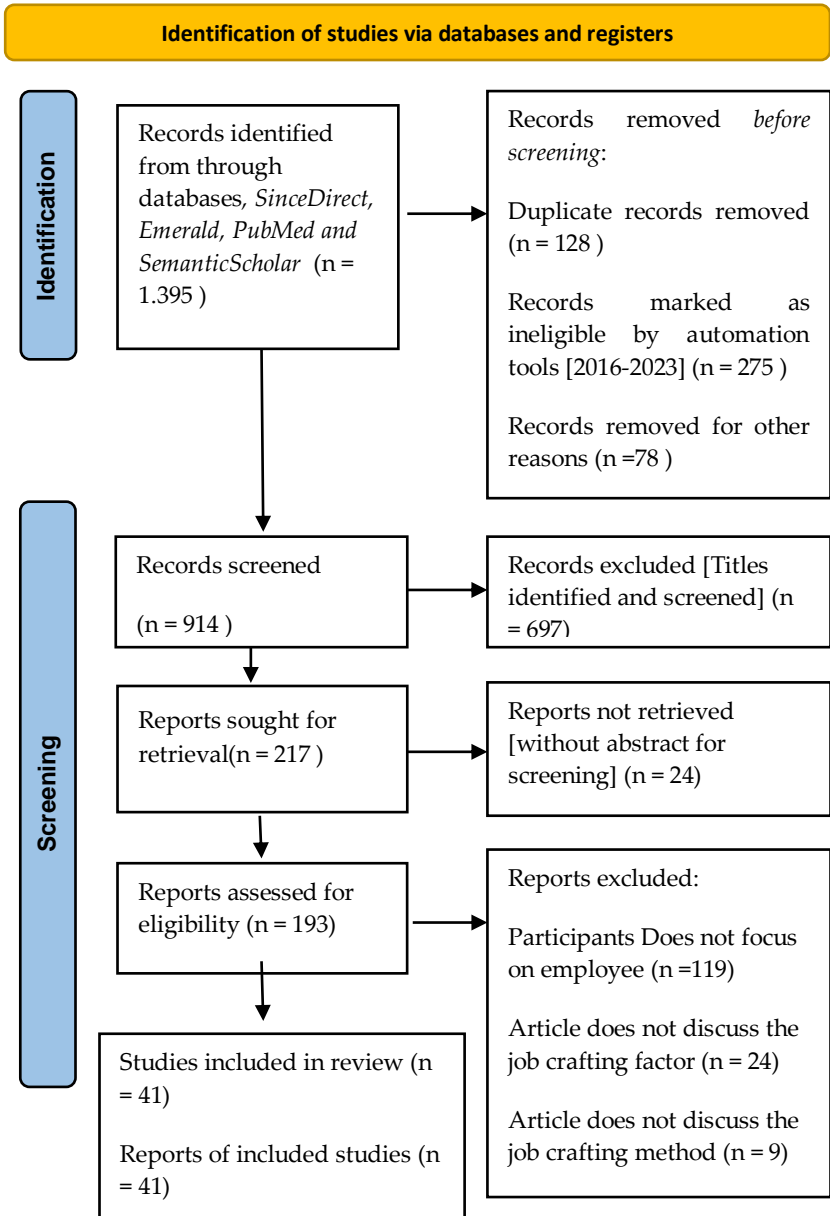 Identification of studies via databases and registers
Identification
Records identified
from through
databases, SinceDirect,
Emerald, PubMed and
SemanticScholar (n =
1.395 )
Records removed before
screening:
Duplicate records removed
(n = 128 )
Records marked as
ineligible by automation
tools [2016-2023] (n = 275 )
Records removed for other
reasons (n =78 )
Screening
Records screened
(n = 914 )
Records excluded [Titles
identified and screened] (n
= 697)
Reports sought for
retrieval(n = 217 )
Reports not retrieved
[without abstract for
screening] (n = 24)
Reports assessed for
eligibility (n = 193)
Reports excluded:
Participants Does not focus
on employee (n =119)
Article does not discuss the
job crafting factor (n = 24)
Article does not discuss the
job crafting method (n = 9)
Studies included in review (n
= 41)
Reports of included studies (n
= 41)